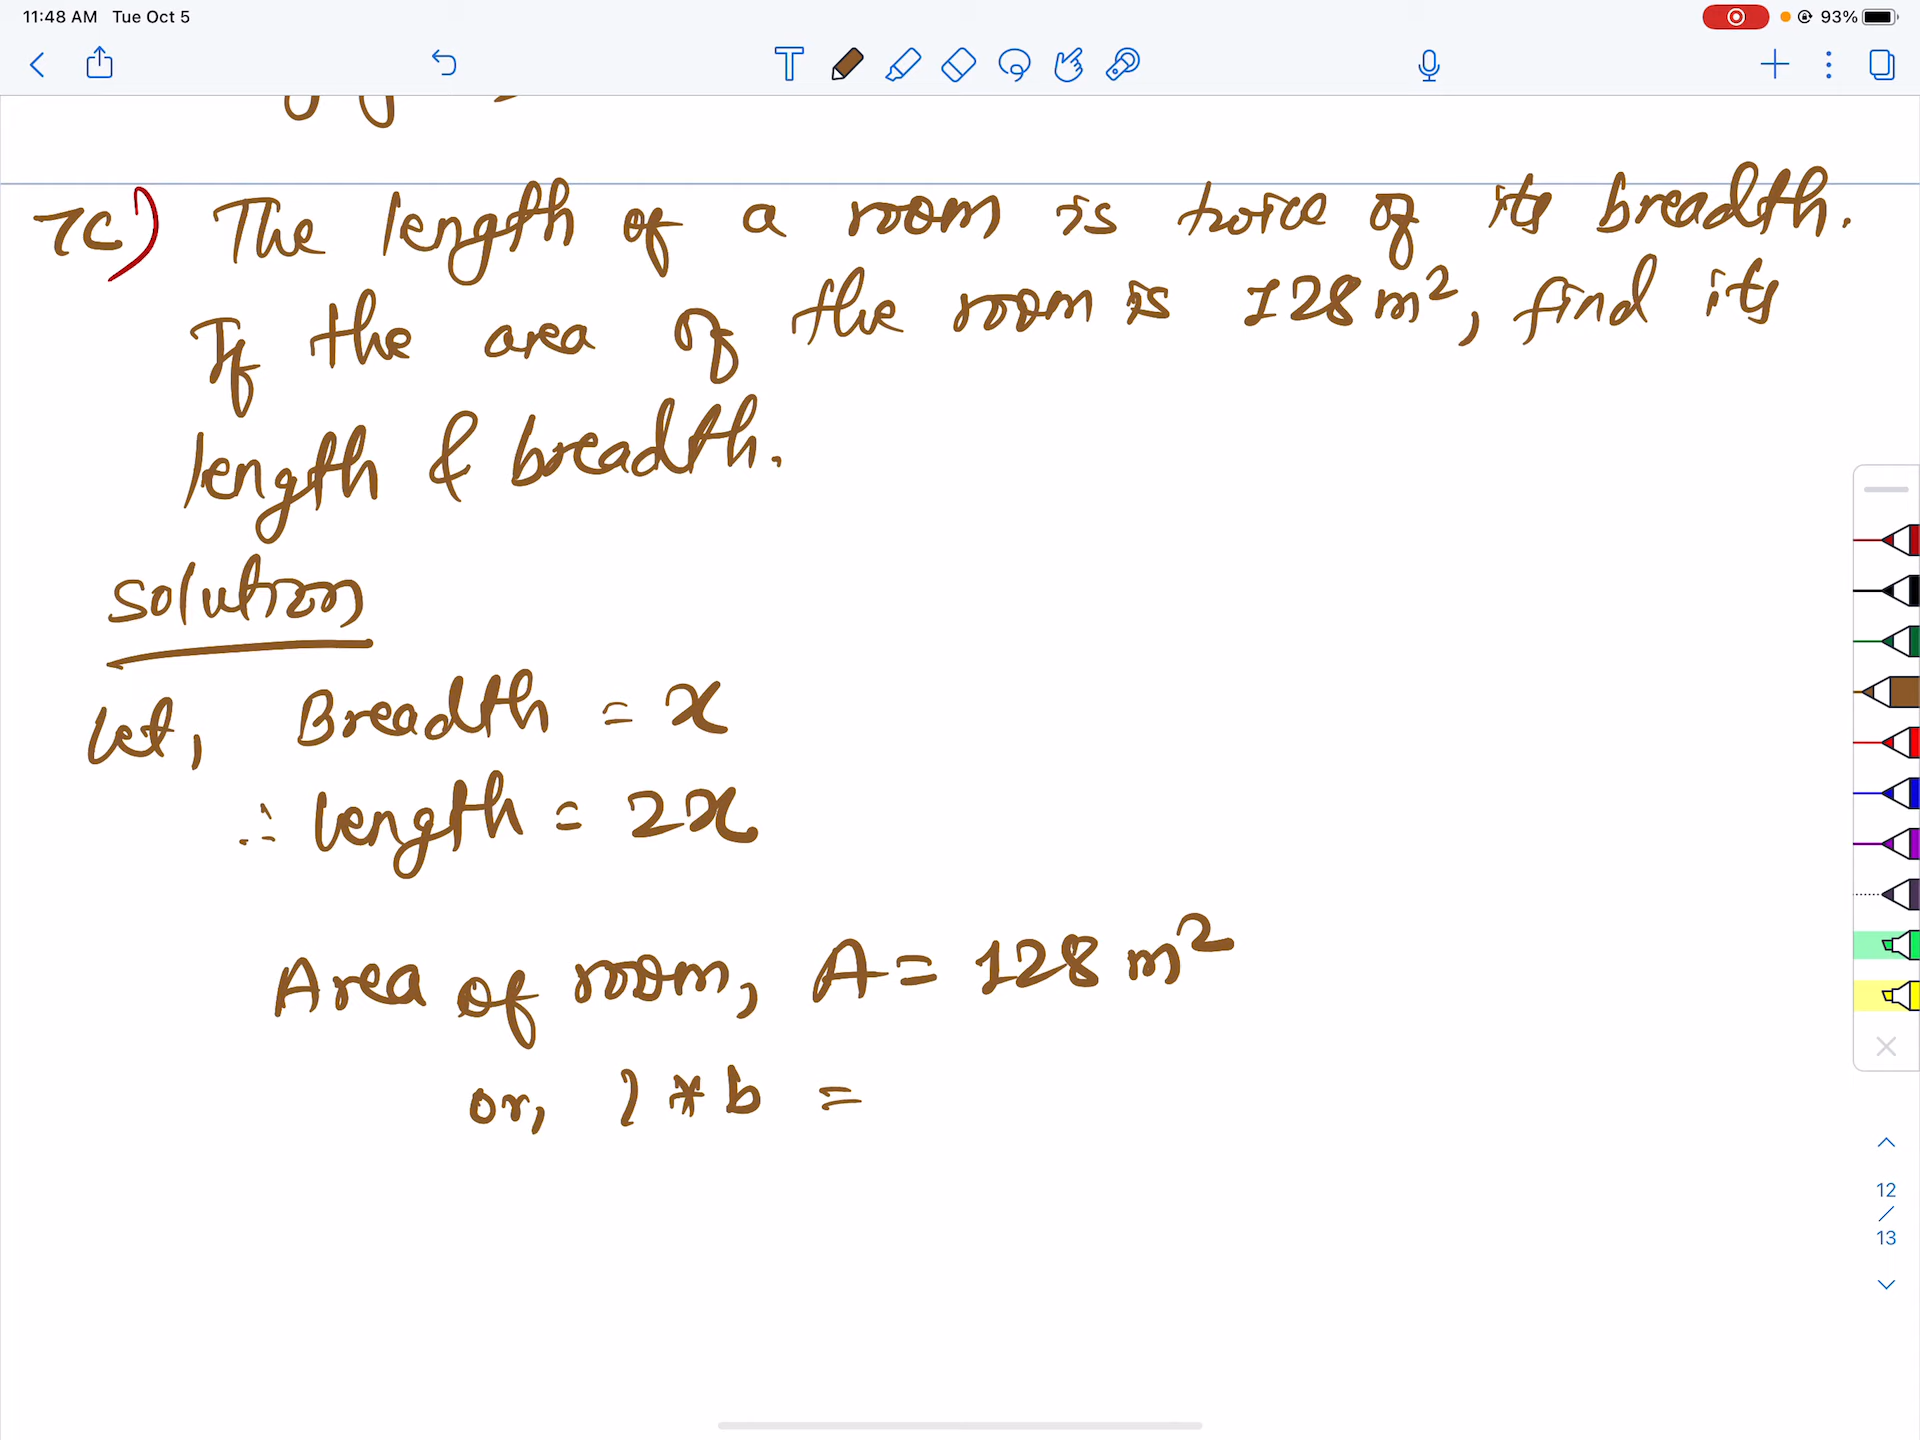 11:48 AM Tue Oct 5
93%
7c) The length of a room is twice of its breadth.
If the area of the room is 128 m², find its
length & breadth.
Solution
Let, Breadth = x
∴ length = 2x
Area of room, A = 128 m²
or, l * b =
12
/
13